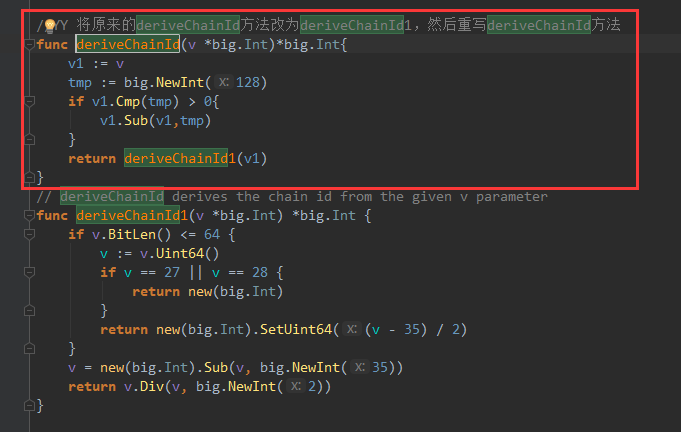 /YY 将原来的deriveChainId方法改为deriveChainId1，然后重写deriveChainId方法
func deriveChainId(v *big.Int)*big.Int{
    v1 := v
    tmp := big.NewInt( x: 128)
    if v1.Cmp(tmp) > 0{
        v1.Sub(v1,tmp)
    }
    return deriveChainId1(v1)
}
// deriveChainId derives the chain id from the given v parameter
func deriveChainId1(v *big.Int) *big.Int {
    if v.BitLen() <= 64 {
        v := v.Uint64()
        if v == 27 || v == 28 {
            return new(big.Int)
        }
        return new(big.Int).SetUint64( x: (v - 35) / 2)
    }
    v = new(big.Int).Sub(v, big.NewInt( x: 35))
    return v.Div(v, big.NewInt( x: 2))
}